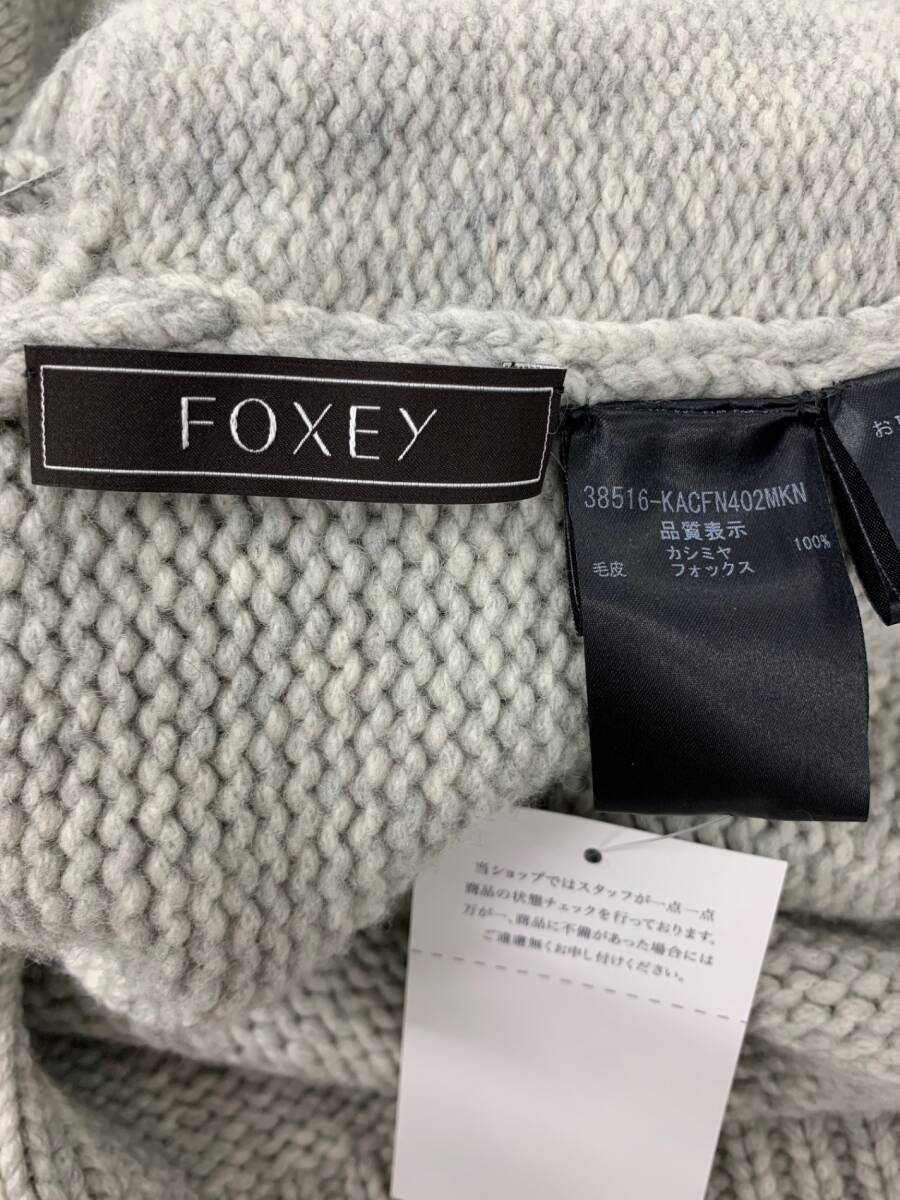 FOXEY
38516-KACFN402MKN
品質表示
カシミヤ 100%
毛皮 フォックス
お
当ショップではスタッフが一点一点
商品の状態チェックを行っております。
万が一、商品に不備があった場合には
ご遠慮無くお申し付けください。